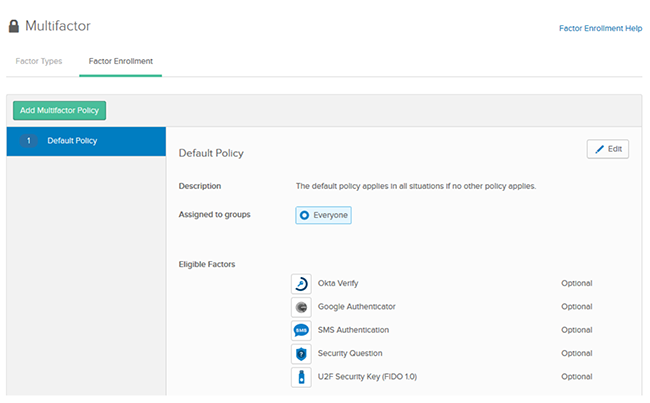 Multifactor
Factor Enrollment Help
Factor Types Factor Enrollment
Add Multifactor Policy
1 Default Policy
Default Policy
Edit
Description The default policy applies in all situations if no other policy applies.
Assigned to groups Everyone
Eligible Factors
Okta Verify Optional
Google Authenticator Optional
SMS SMS Authentication Optional
? Security Question Optional
U2F Security Key (FIDO 1.0) Optional